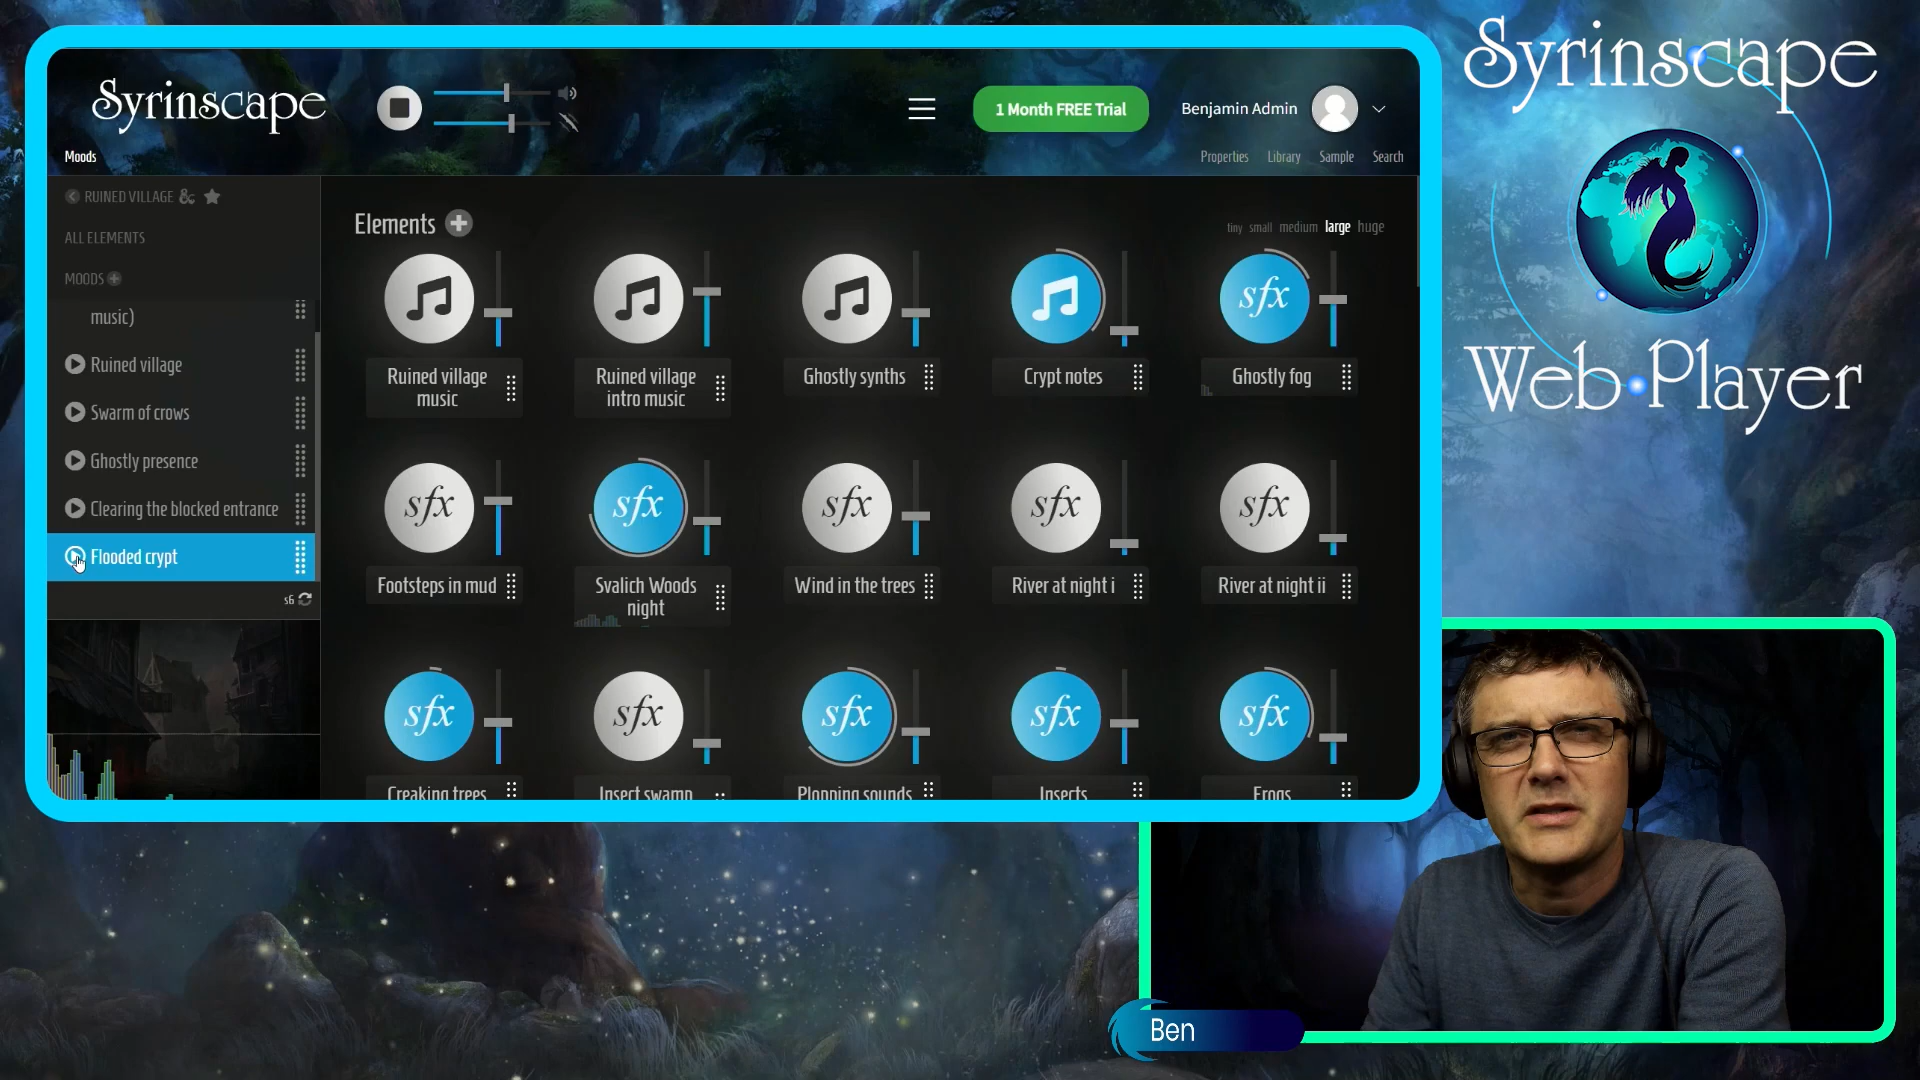 Syrinscape
1 Month FREE Trial
Benjamin Admin
Moods
Properties
Library
Sample
Search
RUINED VILLAGE
ALL ELEMENTS
MOODS
music)
Ruined village
Swarm of crows
Ghostly presence
Clearing the blocked entrance
Flooded crypt
s6
Elements
tiny small medium large huge
Ruined village
music
Ruined village
intro music
Ghostly synths
Crypt notes
sfx
Ghostly fog
sfx
Footsteps in mud
sfx
Svalich Woods
night
sfx
Wind in the trees
sfx
River at night i
sfx
River at night ii
sfx
Creaking trees
sfx
Insect swamp
sfx
Plopping sounds
sfx
Insects
sfx
Frogs
Syrinscape
Web Player
Ben